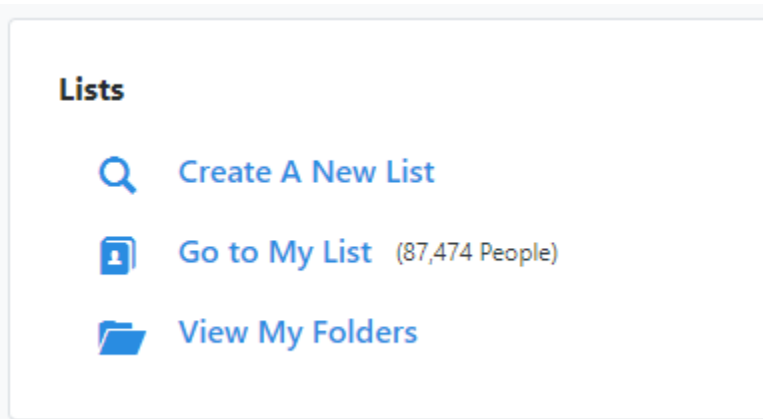 Lists
Create A New List
Go to My List (87,474 People)
View My Folders